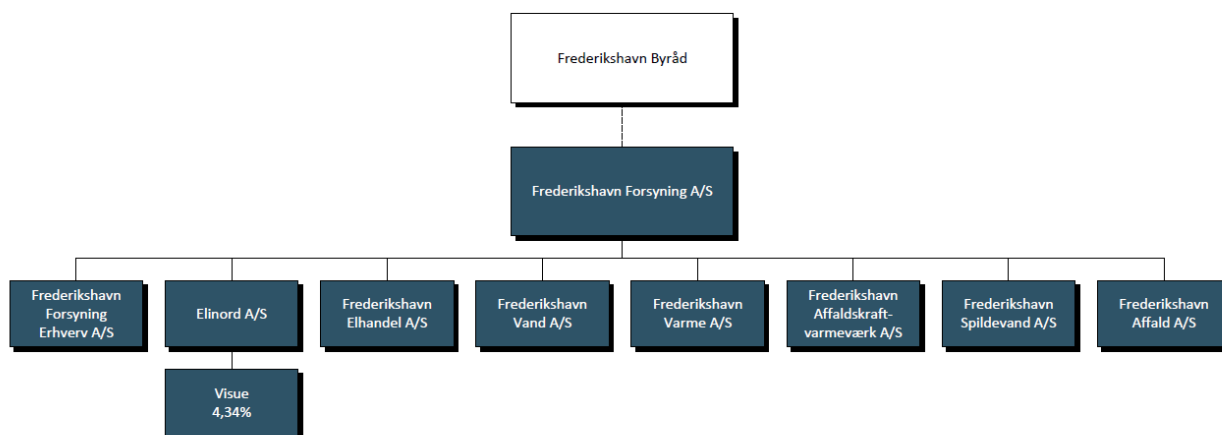 Frederikshavn Byråd
Frederikshavn Forsyning A/S
Frederikshavn
Forsyning
Erhverv A/S
Elinord A/S
Frederikshavn
Elhandel A/S
Frederikshavn
Vand A/S
Frederikshavn
Varme A/S
Frederikshavn
Affaldskraft-
varmeværk A/S
Frederikshavn
Spildevand A/S
Frederikshavn
Affald A/S
Visue
4,34%